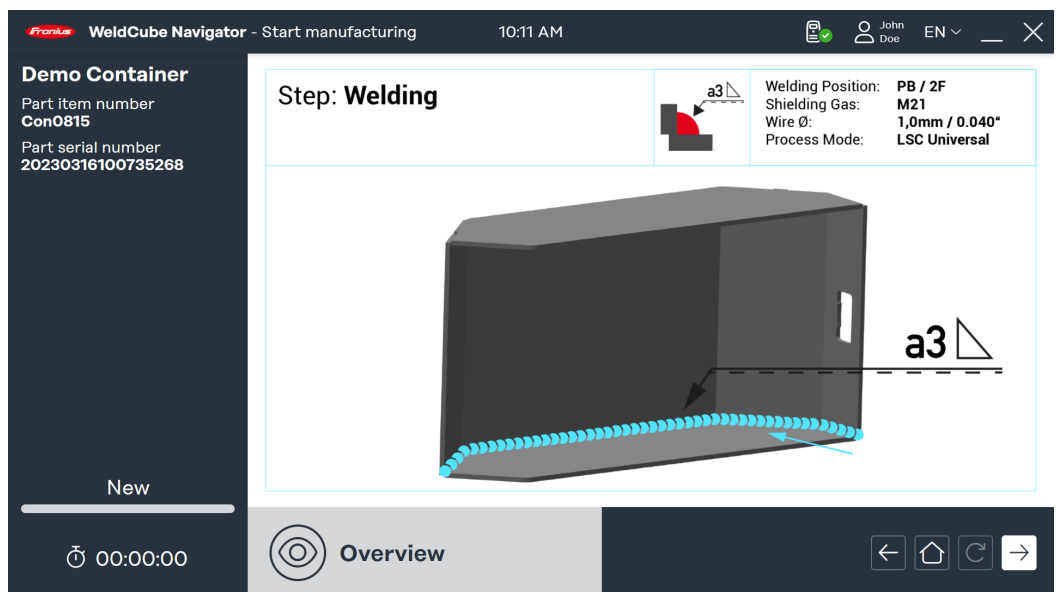 Fronius WeldCube Navigator - Start manufacturing 10:11 AM John Doe EN
Demo Container
Part item number
Con0815
Part serial number
20230316100735268
New
00:00:00
Step: Welding
a3
Welding Position: PB / 2F
Shielding Gas: M21
Wire Ø: 1,0mm / 0.040“
Process Mode: LSC Universal
a3
Overview